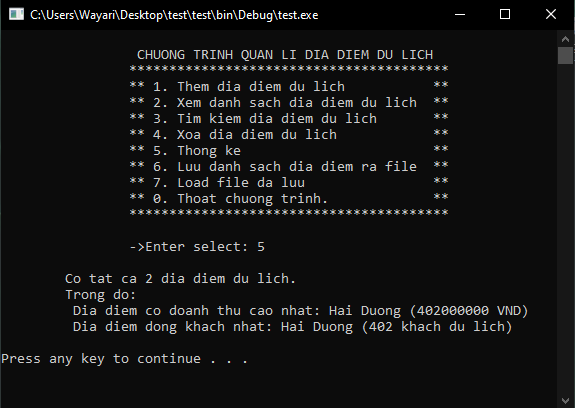 C:\Users\Wayari\Desktop\test\test\bin\Debug\test.exe
CHUONG TRINH QUAN LI DIA DIEM DU LICH
****************************************
** 1. Them dia diem du lich **
** 2. Xem danh sach dia diem du lich **
** 3. Tim kiem dia diem du lich **
** 4. Xoa dia diem du lich **
** 5. Thong ke **
** 6. Luu danh sach dia diem ra file **
** 7. Load file da luu **
** 0. Thoat chuong trinh. **
****************************************
->Enter select: 5
Co tat ca 2 dia diem du lich.
Trong do:
Dia diem co doanh thu cao nhat: Hai Duong (402000000 VND)
Dia diem dong khach nhat: Hai Duong (402 khach du lich)
Press any key to continue . . .